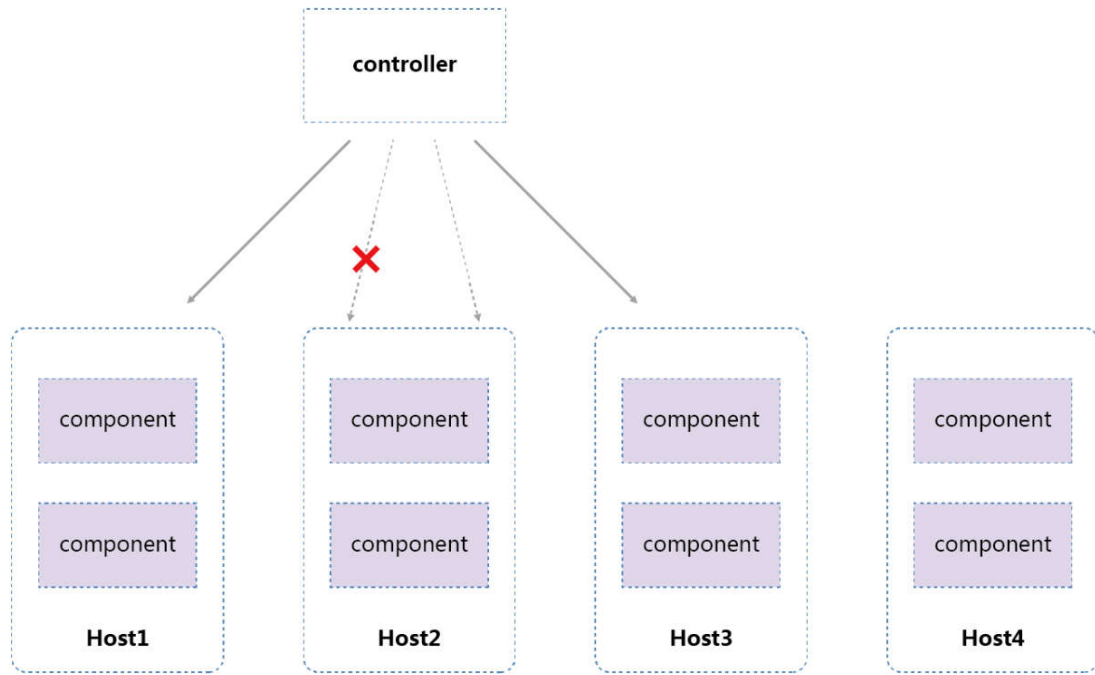 controller
component
component
component
component
component
component
component
component
Host1
Host2
Host3
Host4